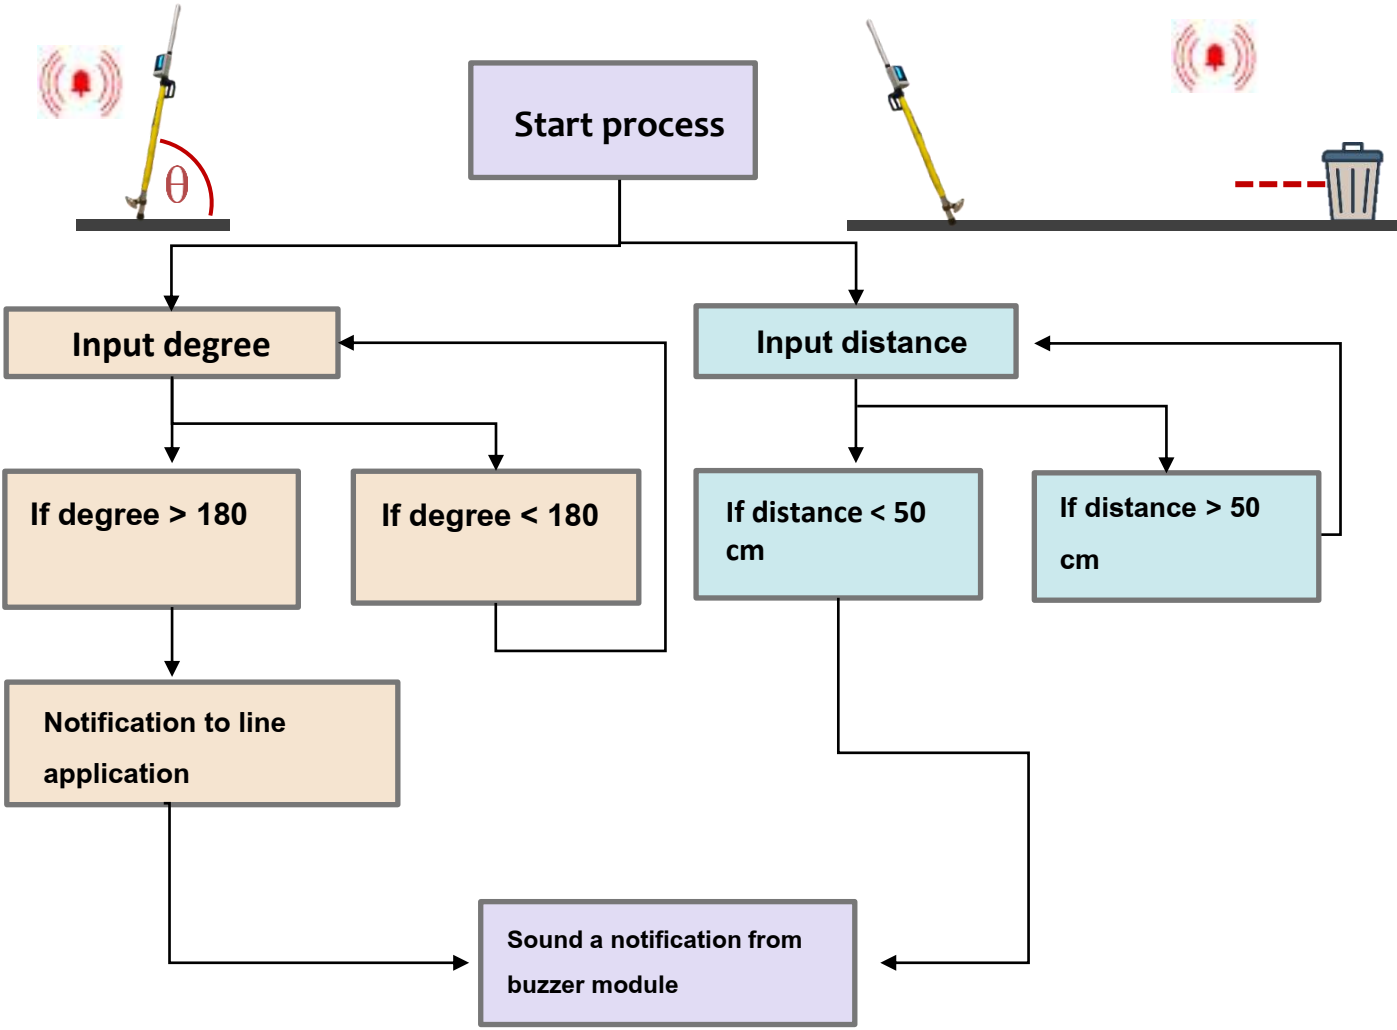 Start process
θ
Input degree
Input distance
If degree > 180
If degree < 180
If distance < 50
cm
If distance > 50
cm
Notification to line
application
Sound a notification from
buzzer module